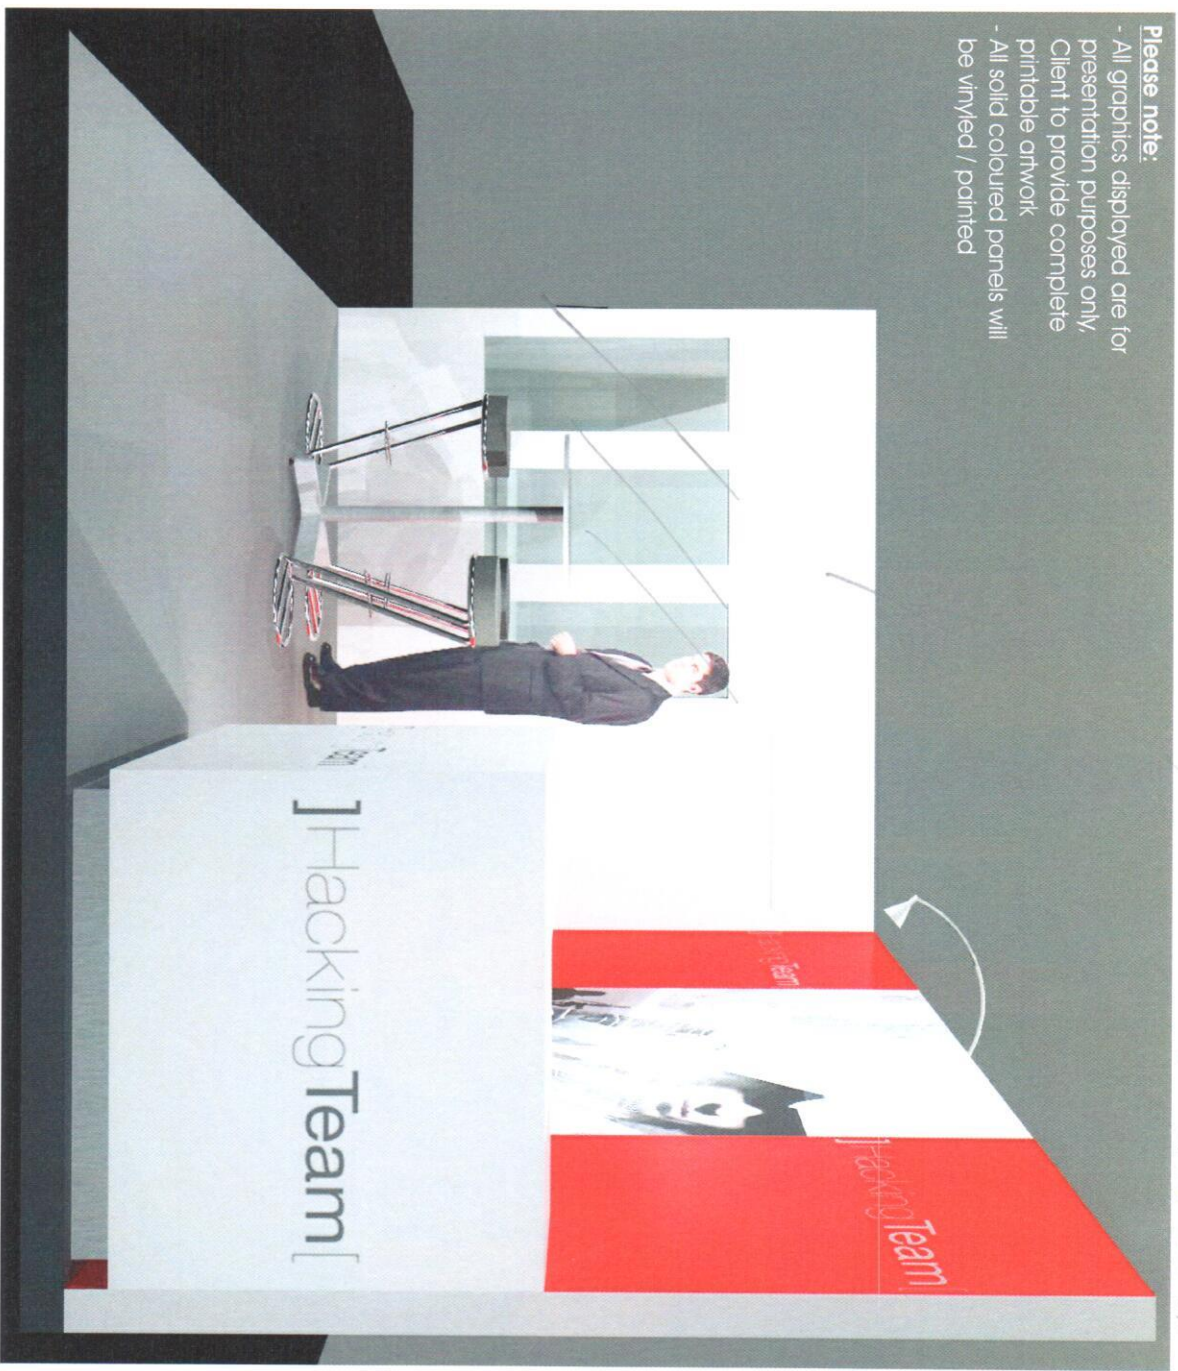 Please note:
- All graphics displayed are for
presentation purposes only,
Client to provide complete
printable artwork
- All solid coloured panels will
be vinyled / painted
]HackingTeam[
]HackingTeam[